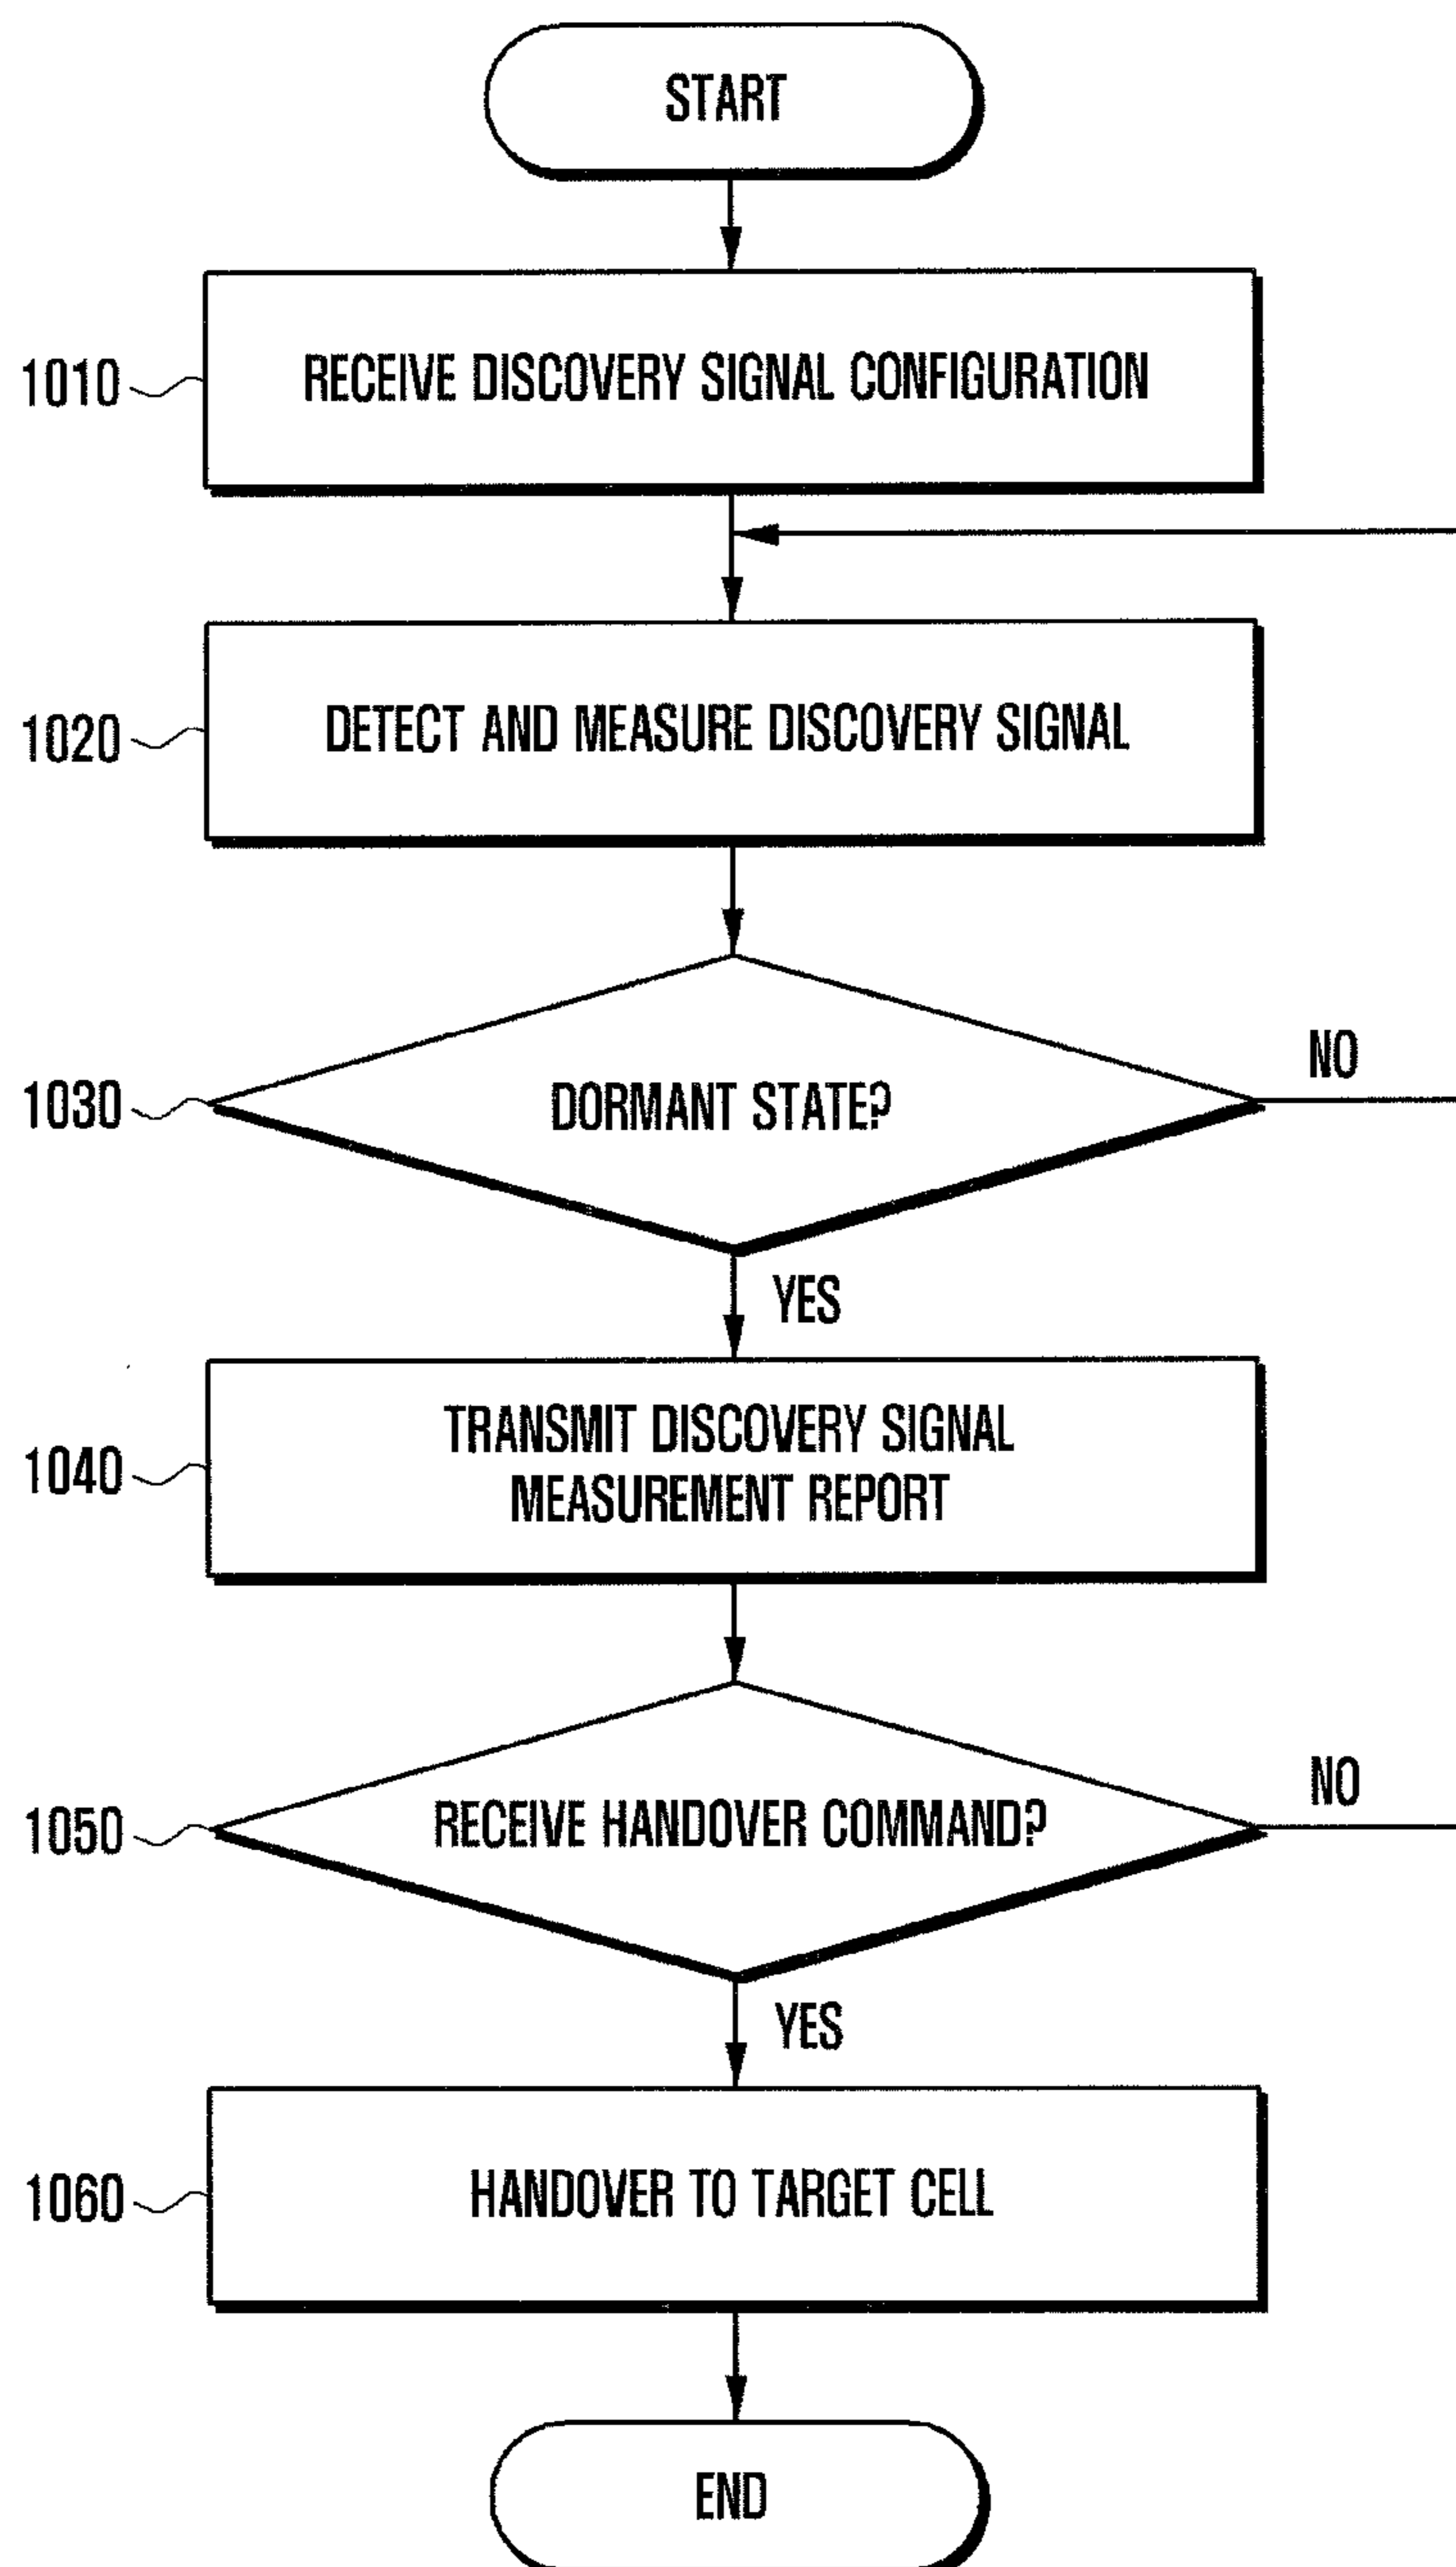 START
1010
RECEIVE DISCOVERY SIGNAL CONFIGURATION
1020
DETECT AND MEASURE DISCOVERY SIGNAL
1030
DORMANT STATE?
NO
YES
1040
TRANSMIT DISCOVERY SIGNAL
MEASUREMENT REPORT
1050
RECEIVE HANDOVER COMMAND?
NO
YES
1060
HANDOVER TO TARGET CELL
END